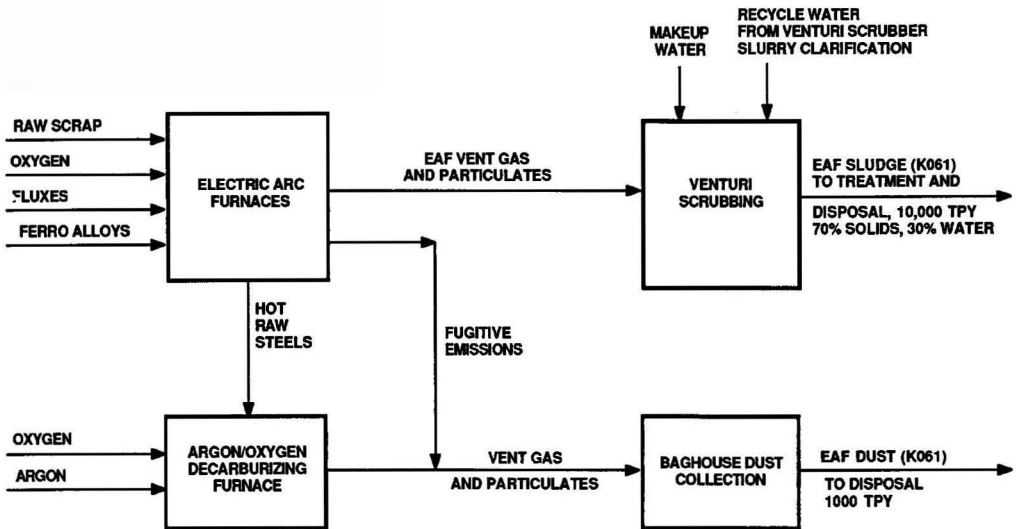 RECYCLE WATER
FROM VENTURI SCRUBBER
SLURRY CLARIFICATION
MAKEUP
WATER
RAW SCRAP
OXYGEN
FLUXES
FERRO ALLOYS
ELECTRIC ARC
FURNACES
EAF VENT GAS
AND PARTICULATES
VENTURI
SCRUBBING
EAF SLUDGE (K061)
TO TREATMENT AND
DISPOSAL, 10,000 TPY
70% SOLIDS, 30% WATER
HOT
RAW
STEELS
FUGITIVE
EMISSIONS
OXYGEN
ARGON
ARGON/OXYGEN
DECARBURIZING
FURNACE
VENT GAS
AND PARTICULATES
BAGHOUSE DUST
COLLECTION
EAF DUST (K061)
TO DISPOSAL
1000 TPY